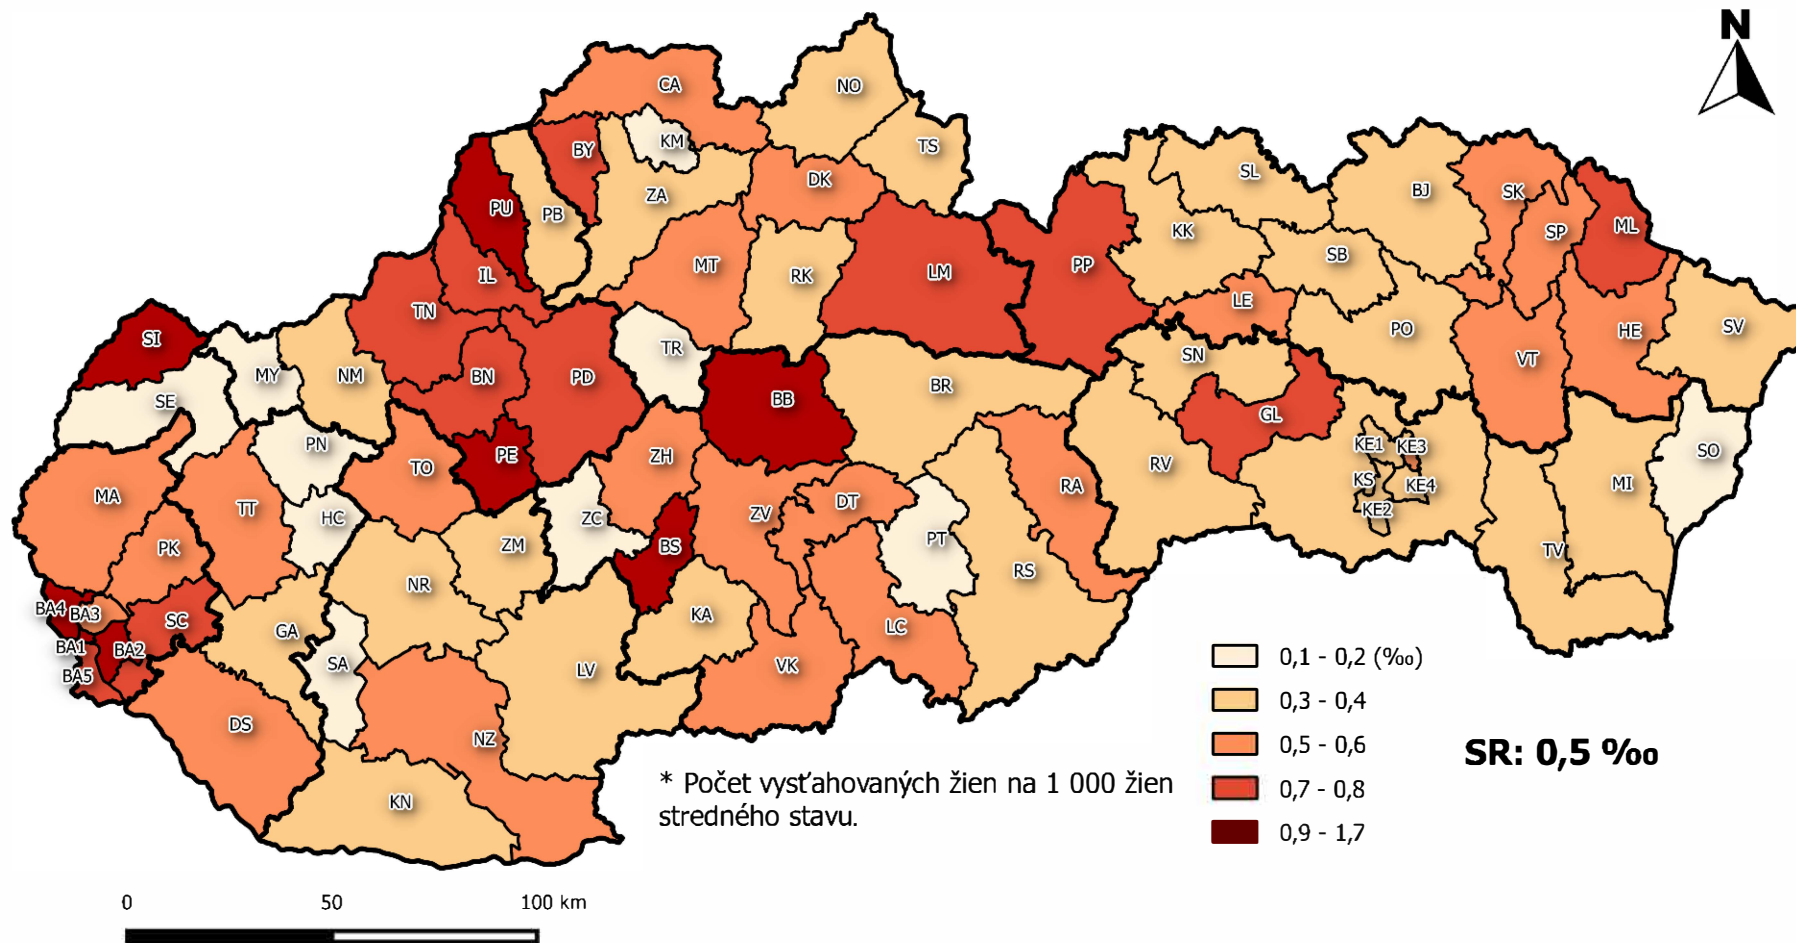 N
CA
NO
KM
BY
TS
DK
ZA
PU
PB
SL
BJ
SK
ML
SP
KK
SB
MT
RK
LM
PP
IL
TN
LE
PO
HE
SV
SI
TR
SN
VT
MY
NM
BN
PD
BB
BR
SE
GL
PN
PE
ZH
KE1
KE3
SO
MA
TO
RV
RA
KS
KE4
MI
TT
HC
ZC
ZV
DT
KE2
PK
ZM
BS
PT
TV
NR
RS
BA4
BA3
SC
GA
KA
LC
BA1
BA2
SA
LV
VK
BA5
DS
NZ
KN
0,1 - 0,2 (‰)
0,3 - 0,4
0,5 - 0,6
0,7 - 0,8
0,9 - 1,7
SR: 0,5 ‰
* Počet vysťahovaných žien na 1 000 žien
stredného stavu.
0 50 100 km